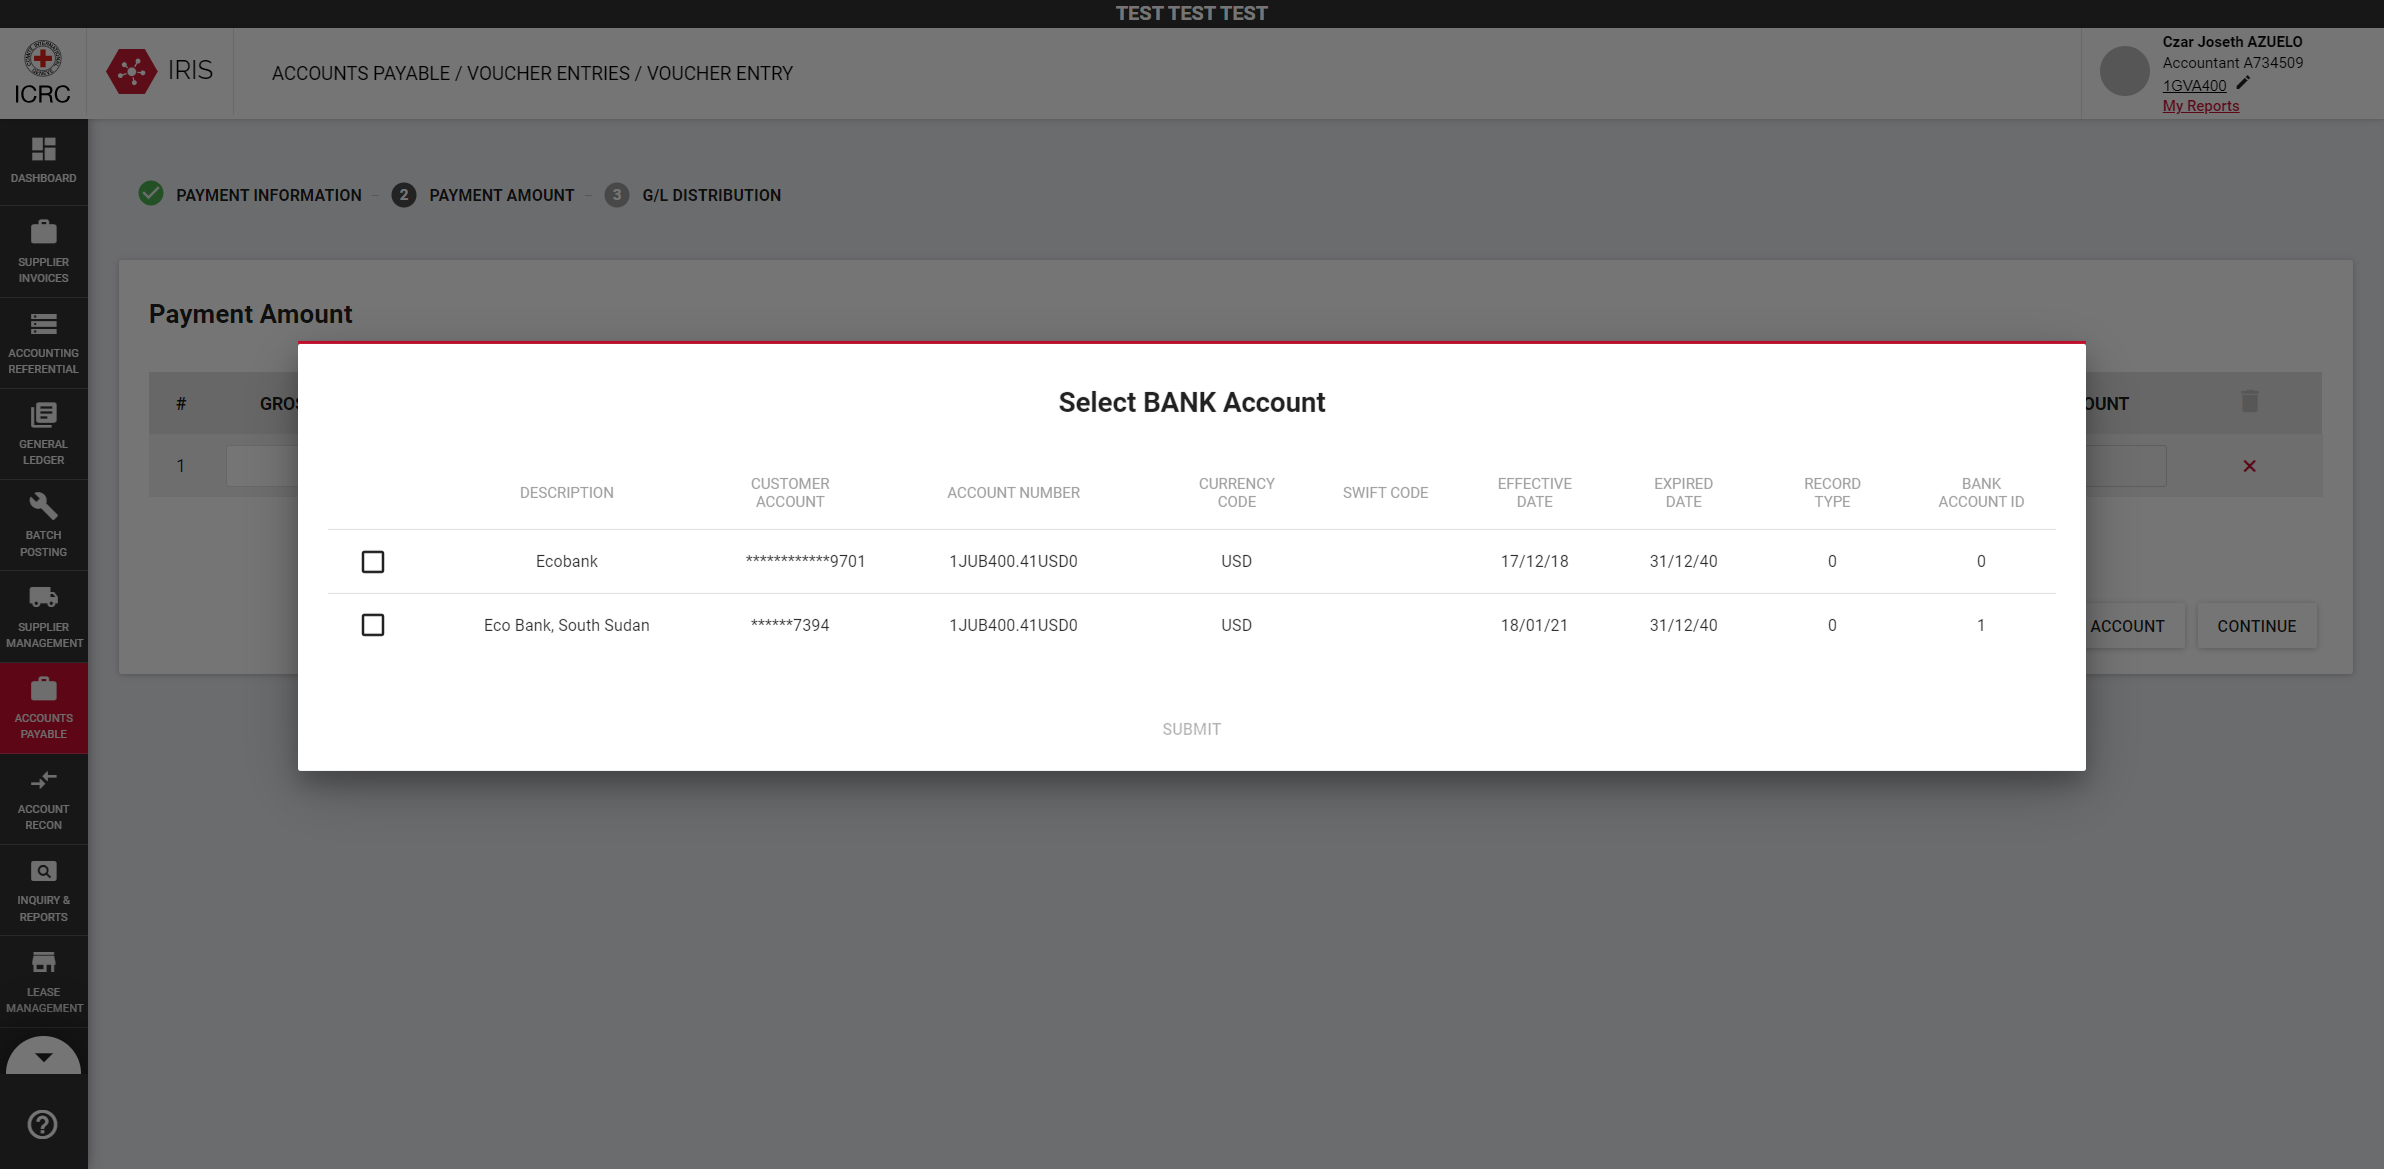 TEST TEST TEST
ICRC
IRIS
ACCOUNTS PAYABLE / VOUCHER ENTRIES / VOUCHER ENTRY
Czar Joseth AZUELO
Accountant A734509
1GVA400
My Reports
DASHBOARD
SUPPLIER
INVOICES
ACCOUNTING
REFERENTIAL
GENERAL
LEDGER
BATCH
POSTING
SUPPLIER
MANAGEMENT
ACCOUNTS
PAYABLE
ACCOUNT
RECON
INQUIRY &
REPORTS
LEASE
MANAGEMENT
PAYMENT INFORMATION - 2 PAYMENT AMOUNT - 3 G/L DISTRIBUTION
Payment Amount
# GROS OUNT
1
ACCOUNT CONTINUE
Select BANK Account
DESCRIPTION CUSTOMER ACCOUNT ACCOUNT NUMBER CURRENCY CODE SWIFT CODE EFFECTIVE DATE EXPIRED DATE RECORD TYPE BANK ACCOUNT ID
Ecobank ************9701 1JUB400.41USD0 USD 17/12/18 31/12/40 0 0
Eco Bank, South Sudan ******7394 1JUB400.41USD0 USD 18/01/21 31/12/40 0 1
SUBMIT